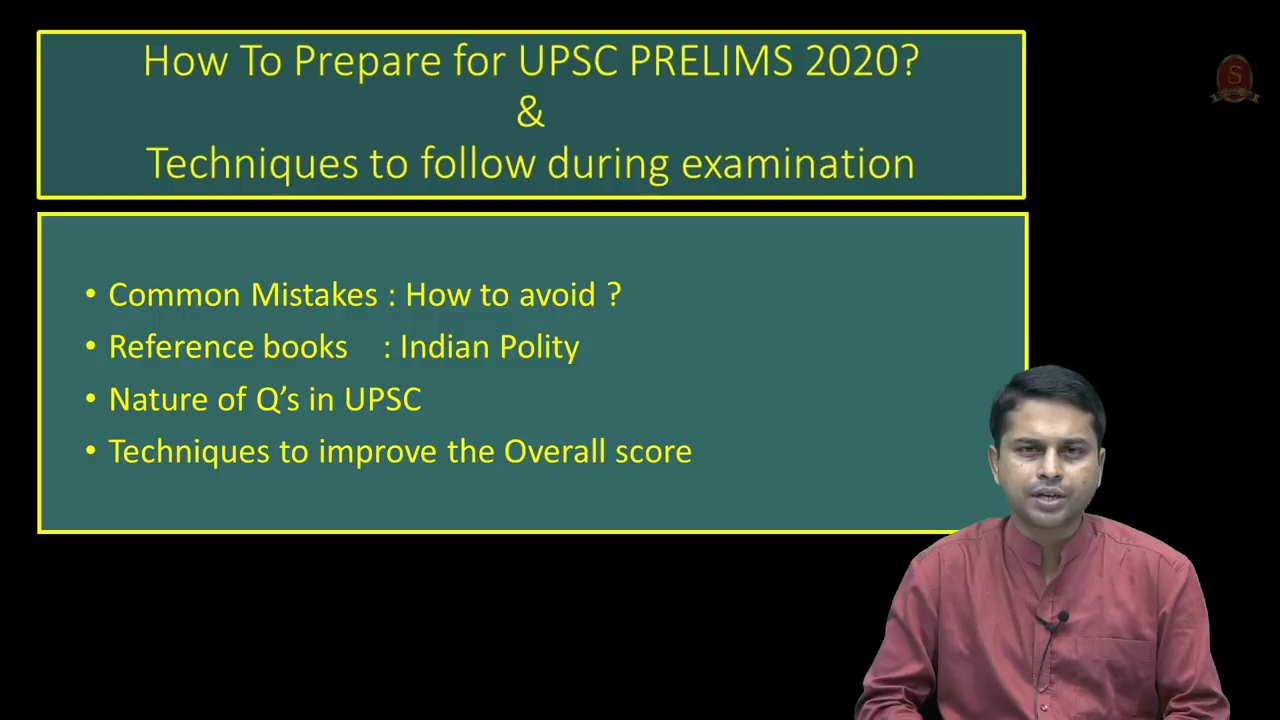 How To Prepare for UPSC PRELIMS 2020?
&
Techniques to follow during examination
• Common Mistakes : How to avoid ?
• Reference books : Indian Polity
• Nature of Q’s in UPSC
• Techniques to improve the Overall score
S